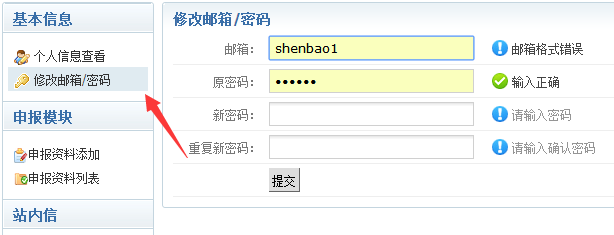 基本信息
个人信息查看
修改邮箱/密码
申报模块
申报资料添加
申报资料列表
站内信
修改邮箱/密码
邮箱： shenbao1 邮箱格式错误
原密码： •••••• 输入正确
新密码： 请输入密码
重复新密码： 请输入确认密码
提交